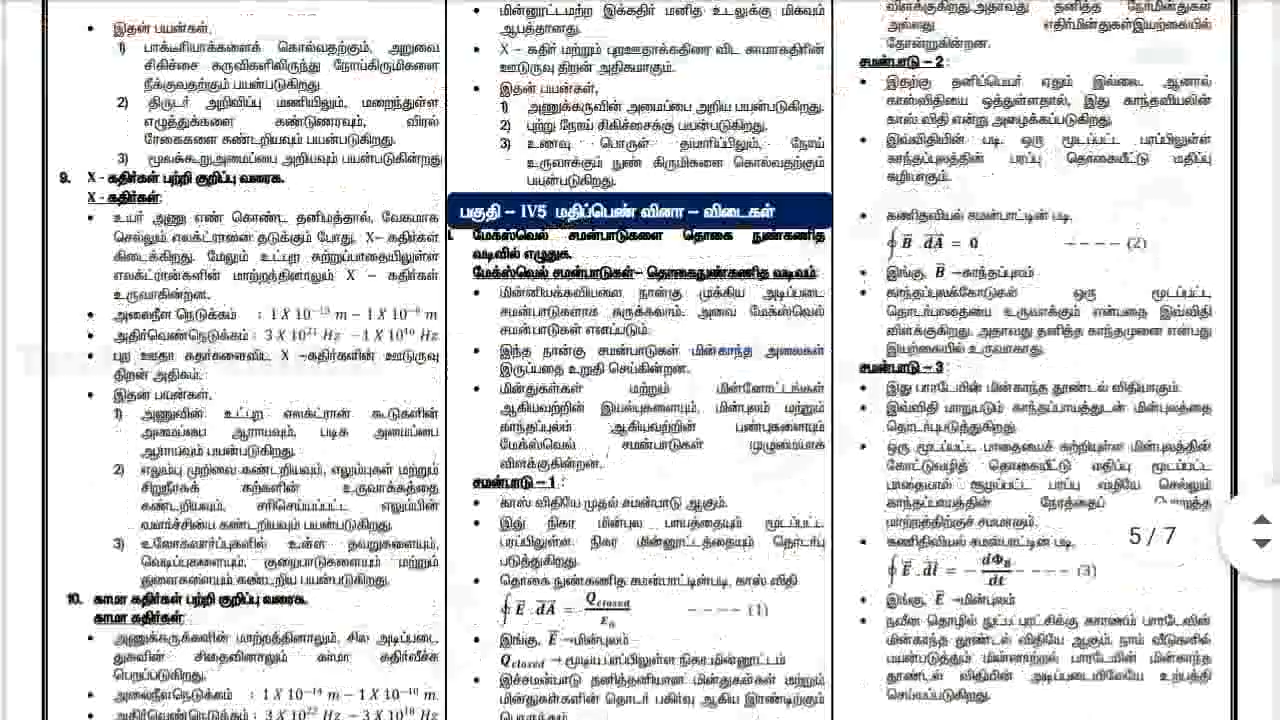 இதன் பயன்கள்,
1) பாக்டீரியாக்களைக் கொல்வதற்கும், அறுவை
சிகிச்சை கருவிகளிலிருந்து நோய்கிருமிகளை
நீக்குவதற்கும் பயன்படுகிறது.
2) திருடர் அறிவிப்பு மணியிலும், மறைந்துள்ள
எழுத்துக்களை கண்டுணரவும், விரல்
ரேகைகளை கண்டறியவும் பயன்படுகிறது.
3) மூலக்கூறு அமைப்பை அறியவும் பயன்படுகின்றது
9. X - கதிர்கள் பற்றி குறிப்பு வரைக.
X - கதிர்கள்:
உயர் அணு எண் கொண்ட தனிமத்தால், வேகமாக
செல்லும் எலக்ட்ரானை தடுக்கும் போது, X– கதிர்கள்
கிடைக்கிறது. மேலும் உட்புற சுற்றுப்பாதையிலுள்ள
எலக்ட்ரான்களின் மாற்றத்தினாலும் X – கதிர்கள்
உருவாகின்றன.
அலைநீள நெடுக்கம் : 1 X 10⁻¹³ m – 1 X 10⁻⁸ m
அதிர்வெண்நெடுக்கம் : 3 X 10²¹ Hz – 1 X 10¹⁶ Hz
புற ஊதா கதிர்களைவிட X –கதிர்களின் ஊடுருவு
திறன் அதிகம்.
இதன் பயன்கள்,
1) அணுவின் உட்புற எலக்ட்ரான் கூடுகளின்
அமைப்பை ஆராயவும், படிக அமைப்பை
ஆராயவும் பயன்படுகிறது.
2) எலும்பு முறிவை கண்டறியவும், எலும்புகள் மற்றும்
சிறுநீரகக் கற்களின் உருவாக்கத்தை
கண்டறியவும், சரிசெய்யப்பட்ட எலும்பின்
வளர்ச்சியை கண்டறியவும் பயன்படுகிறது.
3) உலோகவார்ப்புகளில் உள்ள தவறுகளையும்,
வெடிப்புகளையும், குறைபாடுகளையும் மற்றும்
துளைகளையும் கண்டறிய பயன்படுகிறது.
10. காமா கதிர்கள் பற்றி குறிப்பு வரைக.
காமா கதிர்கள்:
அணுக்கருக்களின் மாற்றத்தினாலும், சில அடிப்படை
துகளின் சிதைவினாலும் காமா கதிர்வீச்சு
பெறப்படுகிறது.
அலைநீளநெடுக்கம் : 1 X 10⁻¹⁴ m – 1 X 10⁻¹⁰ m.
அதிர்வெண்நெடுக்கம் : 3 X 10²² Hz – 3 X 10¹⁸ Hz
மின்னூட்டமற்ற இக்கதிர் மனித உடலுக்கு மிகவும்
ஆபத்தானது.
X – கதிர் மற்றும் புறஊதாக்கதிரை விட காமாகதிரின்
ஊடுருவு திறன் அதிகமாகும்.
இதன் பயன்கள்,
1) அணுக்கருவின் அமைப்பை அறிய பயன்படுகிறது.
2) புற்று நோய் சிகிச்சைக்கு பயன்படுகிறது.
3) உணவு பொருள் தயாரிப்பிலும், நோய்
உருவாக்கும் நுண் கிருமிகளை கொல்வதற்கும்
பயன்படுகிறது.
பகுதி – IV5 மதிப்பெண் வினா – விடைகள்
1. மேக்ஸ்வெல் சமன்பாடுகளை தொகை நுண்கணித
வடிவில் எழுதுக.
மேக்ஸ்வெல் சமன்பாடுகள்– தொகைநுண்கணித வடிவம்
மின்னியக்கவியலை நான்கு முக்கிய அடிப்படை
சமன்பாடுகளாக சுருக்கலாம். அவை மேக்ஸ்வெல்
சமன்பாடுகள் எனப்படும்.
இந்த நான்கு சமன்பாடுகள் மின்காந்த அலைகள்
இருப்பதை உறுதி செய்கின்றன.
மின்துகள்கள் மற்றும் மின்னோட்டங்கள்
ஆகியவற்றின் இயல்புகளையும், மின்புலம் மற்றும்
காந்தப்புலம் ஆகியவற்றின் பண்புகளையும்
மேக்ஸ்வெல் சமன்பாடுகள் முழுமையாக
விளக்குகின்றன.
சமன்பாடு – 1 :
காஸ் விதியே முதல் சமன்பாடு ஆகும்.
இது நிகர மின்புல பாயத்தையும் மூடப்பட்ட
பரப்பிலுள்ள நிகர மின்னூட்டத்தையும் தொடர்பு
படுத்துகிறது.
தொகை நுண்கணித சமன்பாட்டின்படி, காஸ் விதி
∮ E⃗ . dA⃗ = Q_closed / ε₀ – – – – (1)
இங்கு, E⃗ →மின்புலம்
Q_closed → மூடிய பரப்பிலுள்ள நிகர மின்னூட்டம்
இச்சமன்பாடு தனித்தனியான மின்துகள்கள் மற்றும்
மின்துகள்களின் தொடர் பகிர்வு ஆகிய இரண்டிற்கும்
பொருந்தும்.
விளக்குகிறது.அதாவது தனித்த நேர்மின்துகள்
அல்லது எதிர்மின்துகள்இயற்கையில்
தோன்றுகின்றன.
சமன்பாடு – 2 :
இதற்கு தனிப்பெயர் ஏதும் இல்லை. ஆனால்
காஸ்விதியை ஒத்துள்ளதால், இது காந்தவியலின்
காஸ் விதி என்று அழைக்கப்படுகிறது.
இவ்விதியின் படி, ஒரு மூடப்பட்ட பரப்பிலுள்ள
காந்தப்புலத்தின் பரப்பு தொகையீட்டு மதிப்பு
சுழியாகும்.
கணிதவியல் சமன்பாட்டின் படி,
∮ B⃗ . dA⃗ = 0 – – – – (2)
இங்கு, B⃗ →காந்தப்புலம்
காந்தப்புலக்கோடுகள் ஒரு மூடப்பட்ட
தொடர்பாதையை உருவாக்கும் என்பதை இவ்விதி
விளக்குகிறது. அதாவது தனித்த காந்தமுனை என்பது
இயற்கையில் உருவாகாது.
சமன்பாடு – 3 :
இது பாரடேயின் மின்காந்த தூண்டல் விதியாகும்.
இவ்விதி மாறுபடும் காந்தப்பாயத்துடன் மின்புலத்தை
தொடர்புபடுத்துகிறது.
ஒரு மூடப்பட்ட பாதையைச் சுற்றியுள்ள மின்புலத்தின்
கோட்டுவழித் தொகையீட்டு மதிப்பு மூடப்பட்ட
பாதையால் சூழப்பட்ட பரப்பு வழியே செல்லும்
காந்தப்பாயத்தின் நேரத்தைப் பொறுத்த
மாற்றத்திற்குச் சமமாகும்.
கணிதவியல் சமன்பாட்டின் படி,
∮ E⃗ . dl⃗ = – dΦ_B / dt – – – – – (3)
இங்கு, E⃗ →மின்புலம்
நவீன தொழில் நுட்பபுரட்சிக்கு காரணம் பாரடேவின்
மின்காந்த தூண்டல் விதியே ஆகும். நாம் வீடுகளில்
பயன்படுத்தும் மின்னாற்றல் பாரடேயின் மின்காந்த
தூண்டல் விதியின் அடிப்படையிலேயே உற்பத்தி
செய்யப்படுகிறது.
5 / 7